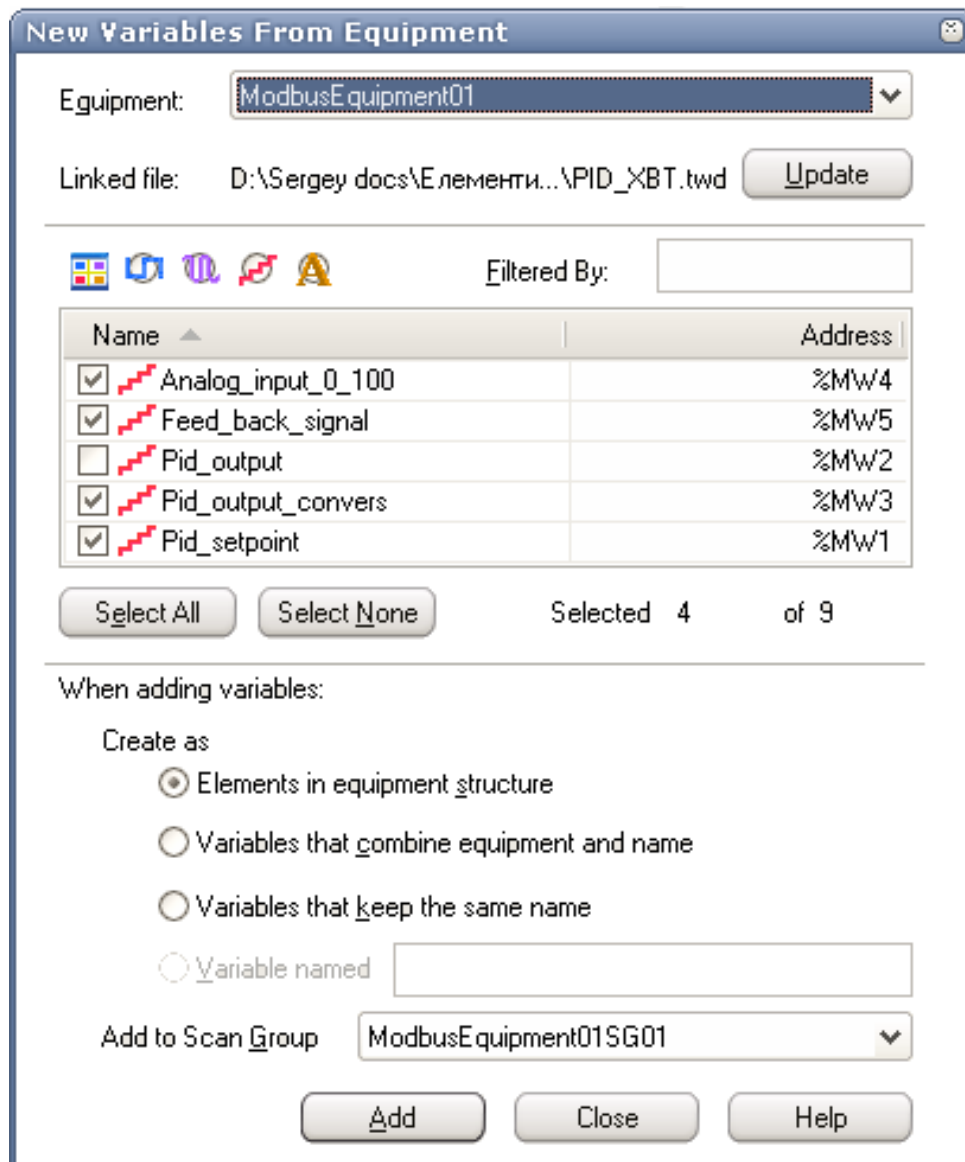 New Variables From Equipment
Equipment: ModbusEquipment01
Linked file: D:\Sergey docs\Елементи...\PID_XBT.twd Update
Filtered By:
Name Address
Analog_input_0_100 %MW4
Feed_back_signal %MW5
Pid_output %MW2
Pid_output_convers %MW3
Pid_setpoint %MW1
Select All Select None Selected 4 of 9
When adding variables:
Create as
Elements in equipment structure
Variables that combine equipment and name
Variables that keep the same name
Variable named
Add to Scan Group ModbusEquipment01SG01
Add Close Help